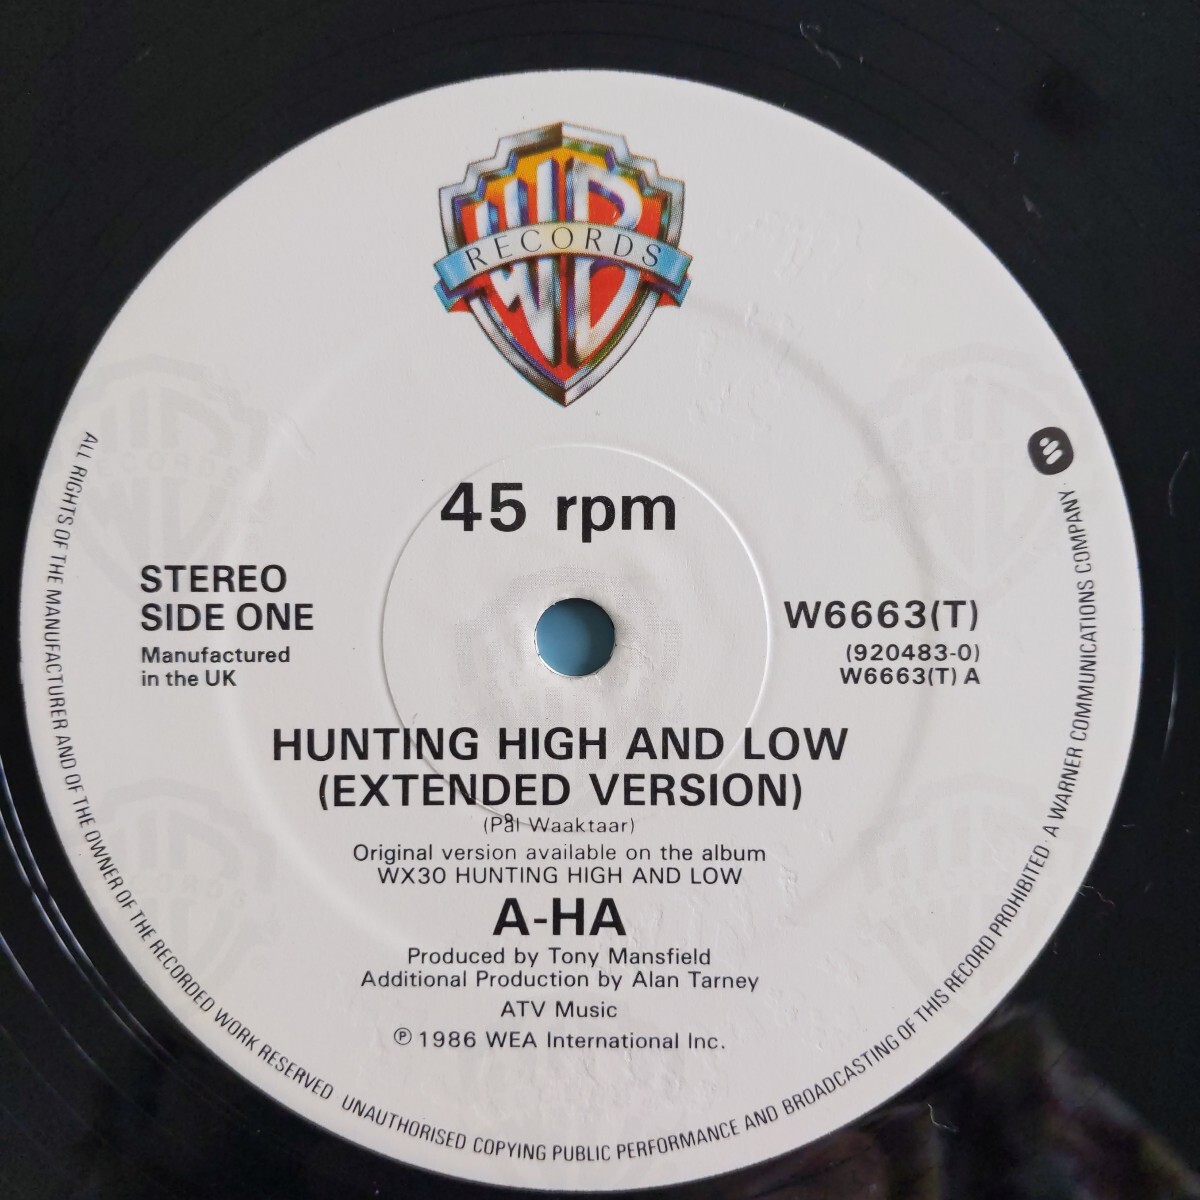 WB
RECORDS
45 rpm
STEREO
SIDE ONE
Manufactured
in the UK
W6663(T)
(920483-0)
W6663(T) A
HUNTING HIGH AND LOW
(EXTENDED VERSION)
(Pål Waaktaar)
Original version available on the album
WX30 HUNTING HIGH AND LOW
A-HA
Produced by Tony Mansfield
Additional Production by Alan Tarney
ATV Music
℗ 1986 WEA International Inc.
ALL RIGHTS OF THE MANUFACTURER AND OF THE OWNER OF THE RECORDED WORK RESERVED UNAUTHORISED COPYING PUBLIC PERFORMANCE AND BROADCASTING OF THIS RECORD PROHIBITED · A WARNER COMMUNICATIONS COMPANY ·